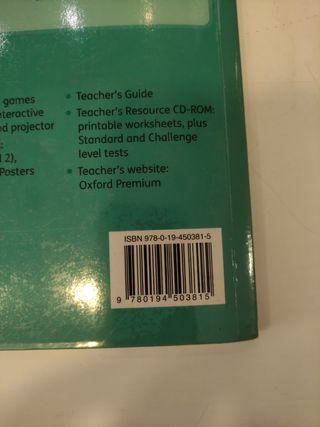 games
interactive
projector
2),
Posters
• Teacher's Guide
• Teacher's Resource CD-ROM:
printable worksheets, plus
Standard and Challenge
level tests
• Teacher's website:
Oxford Premium
ISBN 978-0-19-450381-5
9 780194 503815